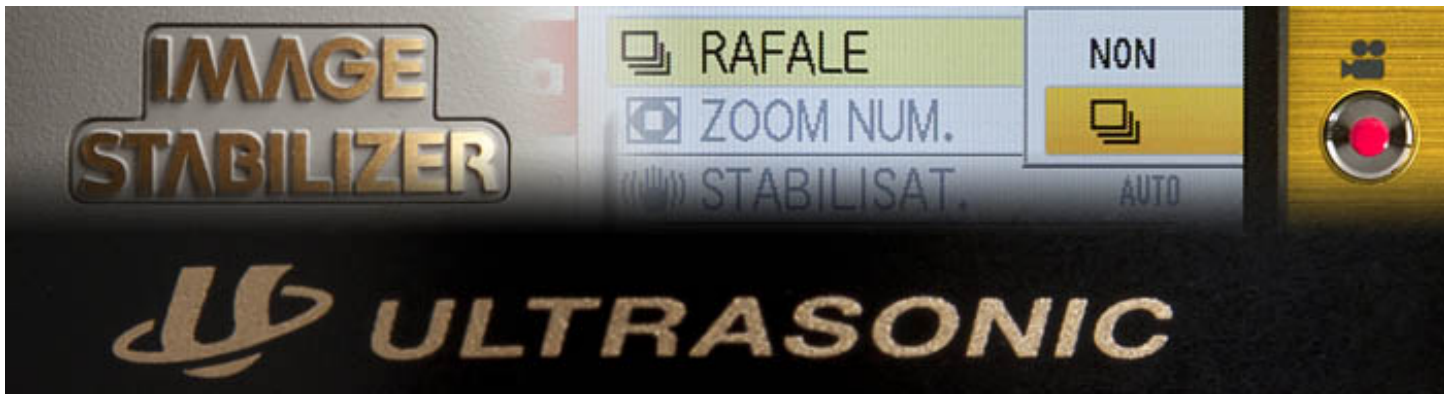 IMAGE
STABILIZER
RAFALE
NON
ZOOM NUM.
STABILISAT.
AUTO
ULTRASONIC